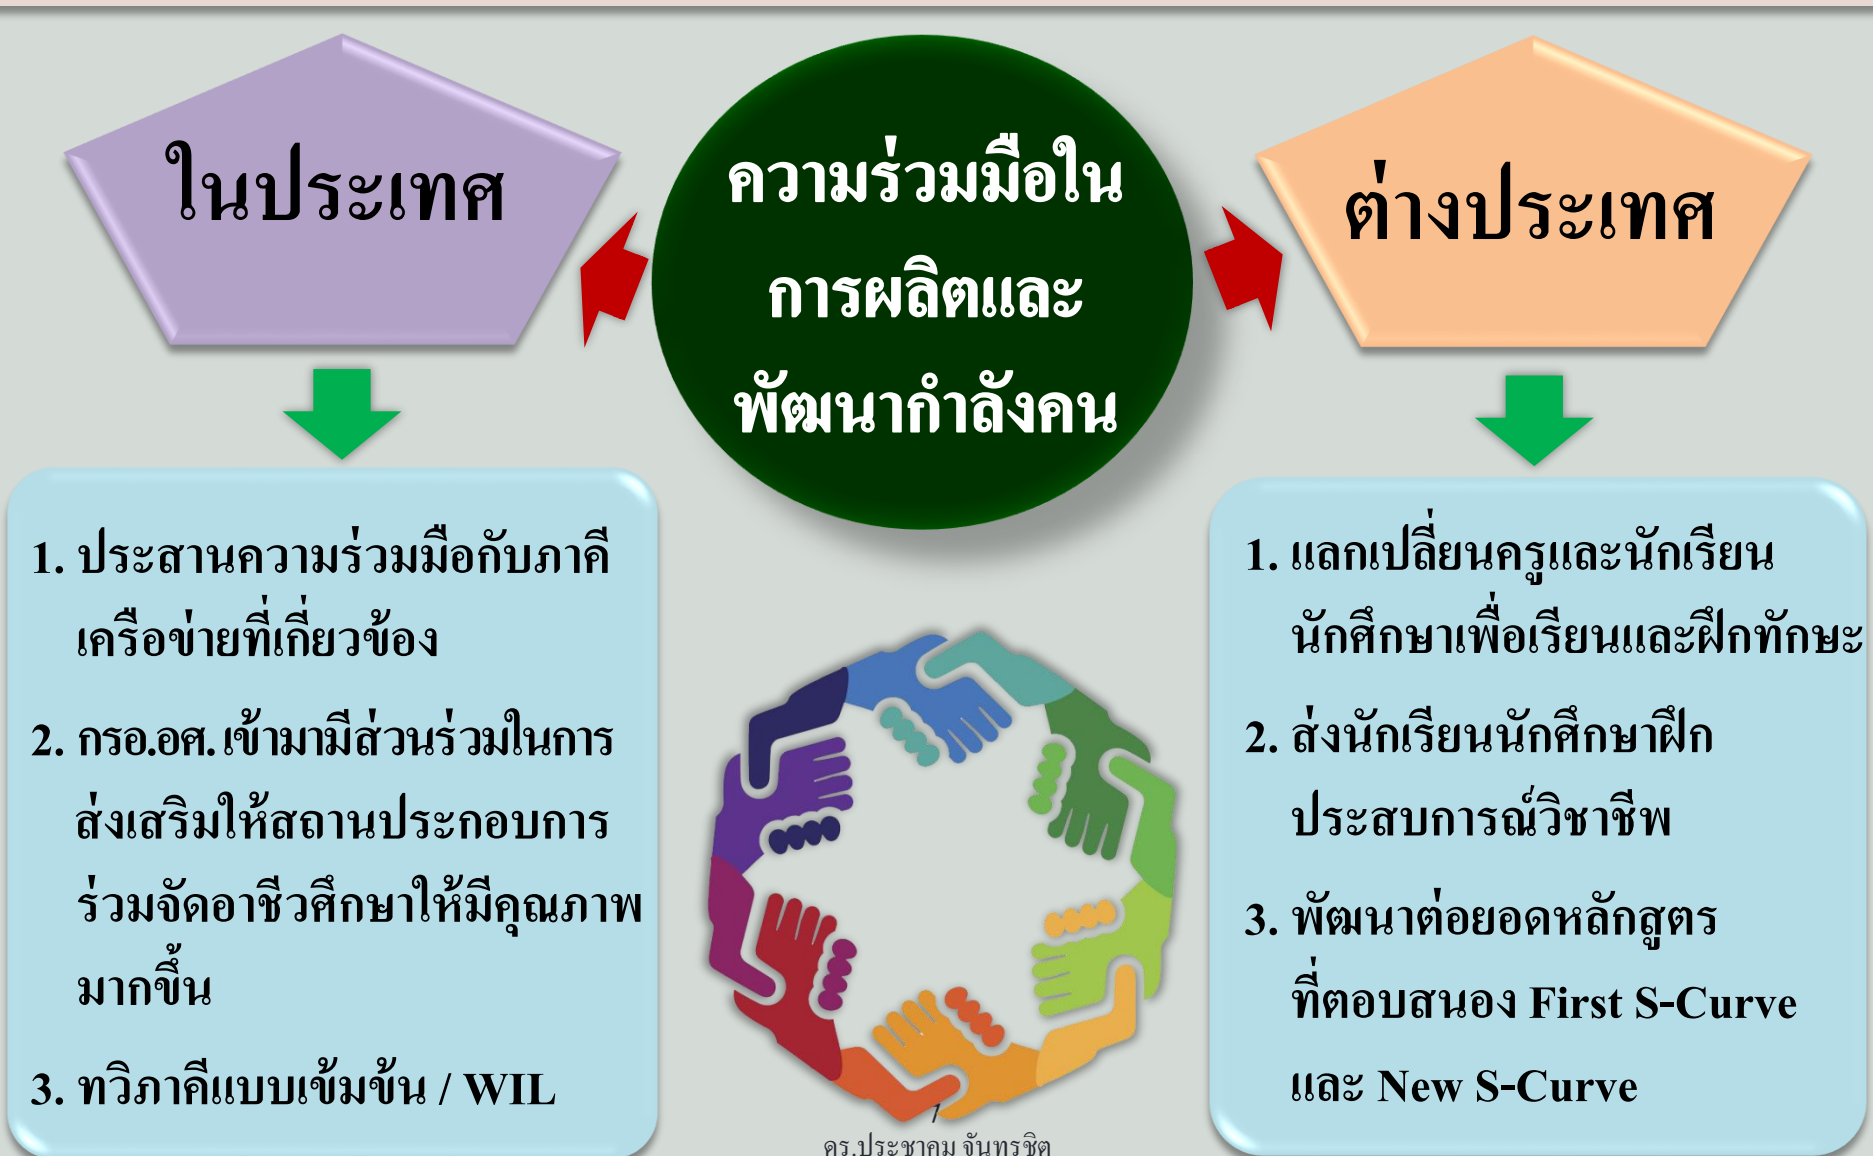 ในประเทศ
ความร่วมมือใน
การผลิตและ
พัฒนากำลังคน
ต่างประเทศ
1. ประสานความร่วมมือกับภาคี
เครือข่ายที่เกี่ยวข้อง
2. กรอ.อศ. เข้ามามีส่วนร่วมในการ
ส่งเสริมให้สถานประกอบการ
ร่วมจัดอาชีวศึกษาให้มีคุณภาพ
มากขึ้น
3. ทวิภาคีแบบเข้มข้น / WIL
1. แลกเปลี่ยนครูและนักเรียน
นักศึกษาเพื่อเรียนและฝึกทักษะ
2. ส่งนักเรียนนักศึกษาฝึก
ประสบการณ์วิชาชีพ
3. พัฒนาต่อยอดหลักสูตร
ที่ตอบสนอง First S-Curve
และ New S-Curve
ดร.ประชาคม จันทรชิต